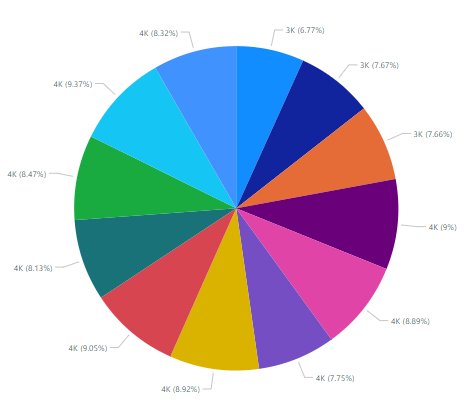 3K (6.77%)
3K (7.67%)
3K (7.66%)
4K (9%)
4K (8.89%)
4K (7.75%)
4K (8.92%)
4K (9.05%)
4K (8.13%)
4K (8.47%)
4K (9.37%)
4K (8.32%)